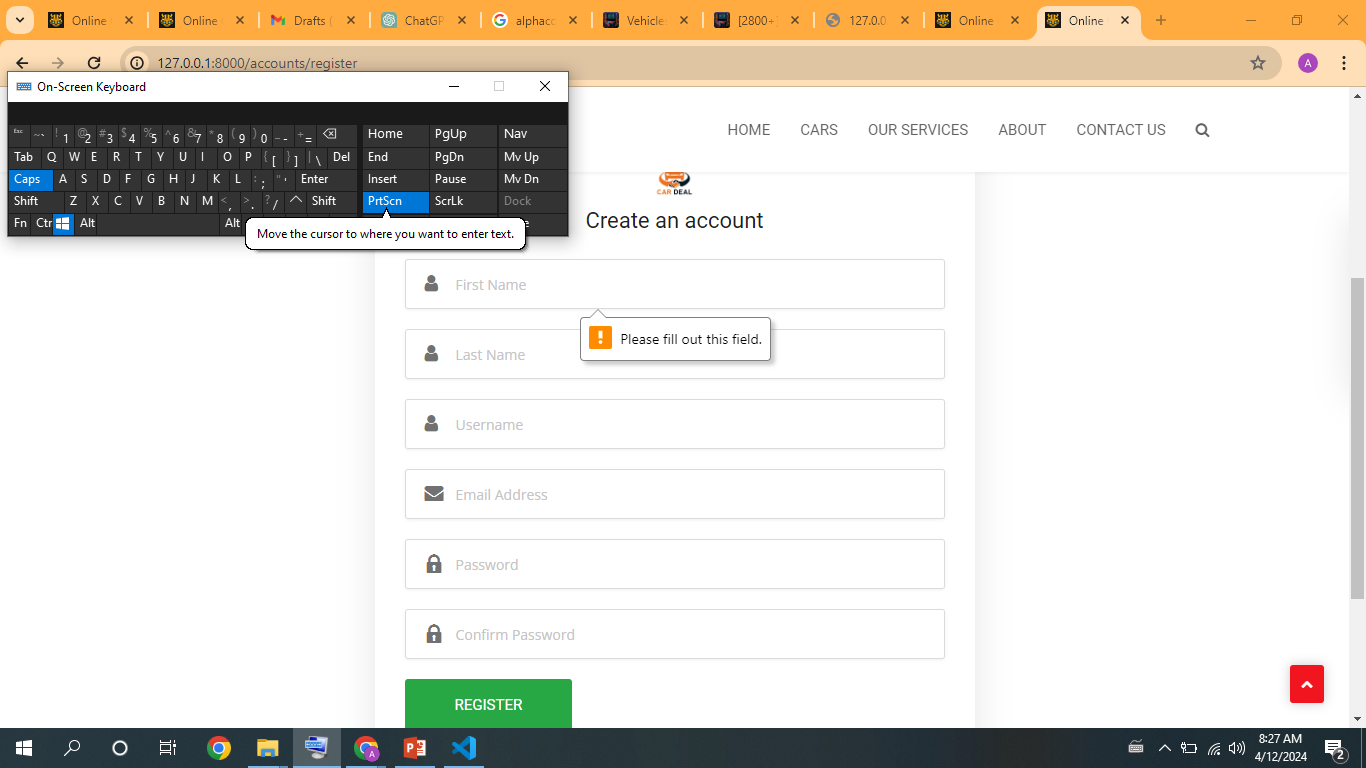 Online
Online
Drafts (
ChatGP
alphacc
Vehicle
[2800+
127.0.0
Online
Online
127.0.0.1:8000/accounts/register
A
On-Screen Keyboard
Esc ~ ` ! 1 @ 2 # 3 $ 4 % 5 ^ 6 & 7 * 8 ( 9 ) 0 _ - + = Home PgUp Nav
Tab Q W E R T Y U I O P { [ } ] | \ Del End PgDn Mv Up
Caps A S D F G H J K L : ; " ' Enter Insert Pause Mv Dn
Shift Z X C V B N M < , > . ? / ^ Shift PrtScn ScrLk Dock
Fn Ctr Alt Alt
Move the cursor to where you want to enter text.
HOME CARS OUR SERVICES ABOUT CONTACT US
CAR DEAL
Create an account
First Name
Please fill out this field.
Last Name
Username
Email Address
Password
Confirm Password
REGISTER
8:27 AM
4/12/2024
2